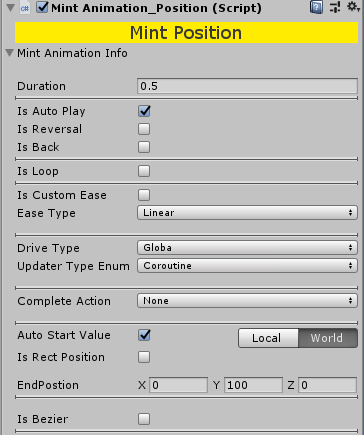 Mint Animation_Position (Script)
Mint Position
Mint Animation Info
Duration 0.5
Is Auto Play
Is Reversal
Is Back
Is Loop
Is Custom Ease
Ease Type Linear
Drive Type Globa
Updater Type Enum Coroutine
Complete Action None
Auto Start Value Local World
Is Rect Position
EndPostion X 0 Y 100 Z 0
Is Bezier